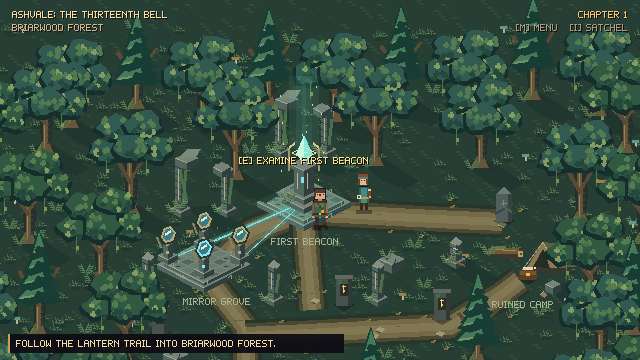 ASHVALE: THE THIRTEENTH BELL
BRIARWOOD FOREST
CHAPTER 1
[M] MENU [I] SATCHEL
[E] EXAMINE FIRST BEACON
FIRST BEACON
MIRROR GROVE
RUINED CAMP
FOLLOW THE LANTERN TRAIL INTO BRIARWOOD FOREST.